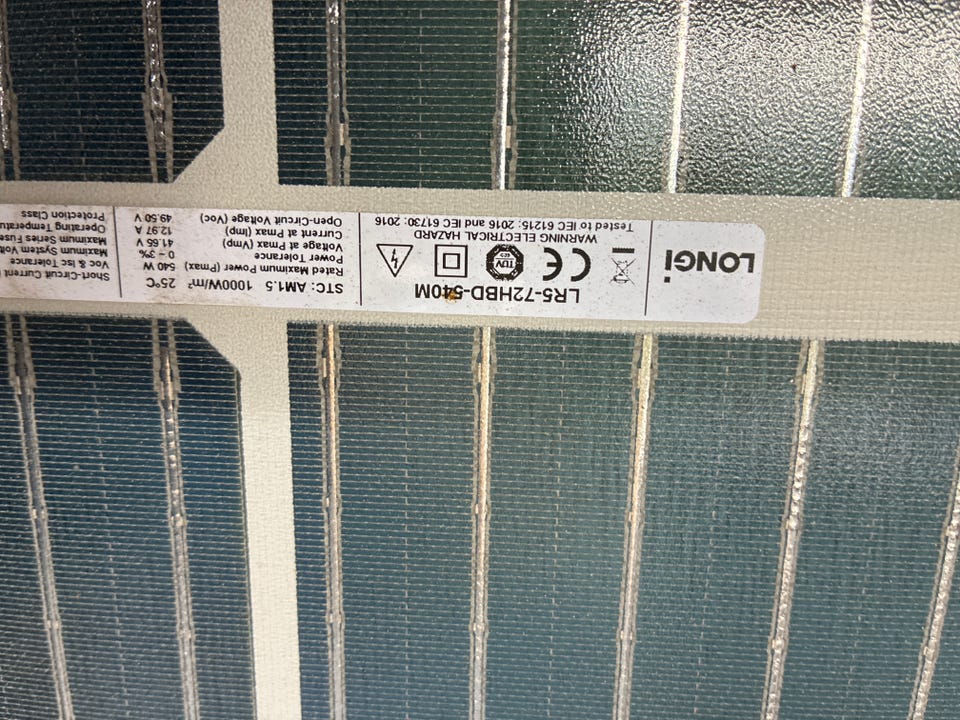 LONGi
LR5-72HBD-540M
CE
TÜV
WARNING ELECTRICAL HAZARD
Tested to IEC 61215: 2016 and IEC 61730: 2016
STC: AM1.5 1000W/m² 25°C
Rated Maximum Power (Pmax) 540 W
Power Tolerance 0 ~ 3%
Voltage at Pmax (Vmp) 41.65 V
Current at Pmax (Imp) 12.97 A
Open-Circuit Voltage (Voc) 49.50 V
Short-Circuit Current
Voc & Isc Tolerance
Maximum System
Maximum Series Fuse
Operating
Protection Class